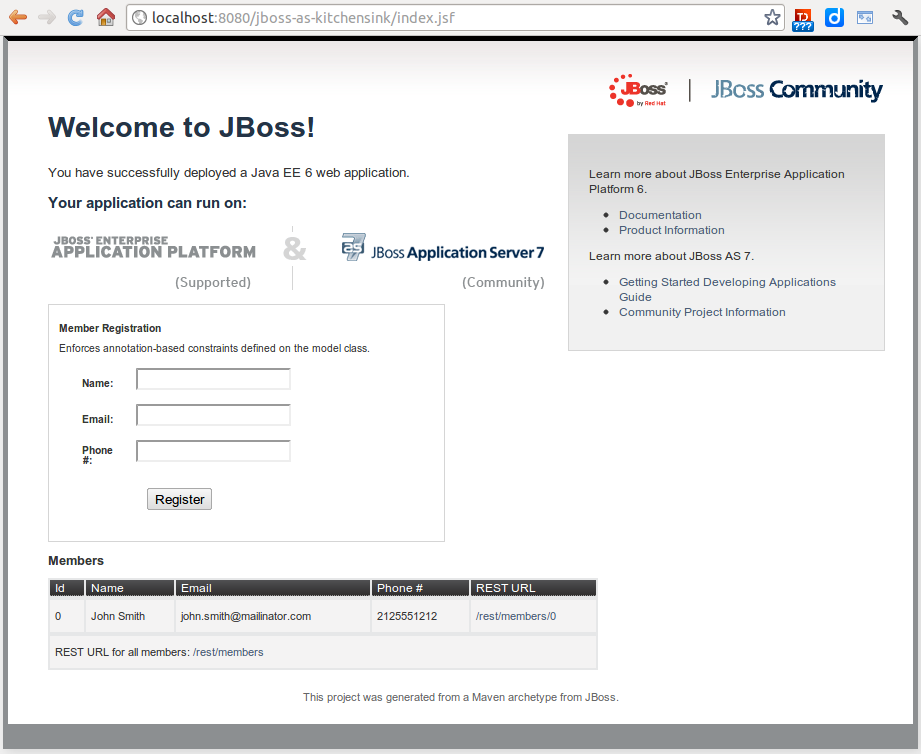 localhost:8080/jboss-as-kitchensink/index.jsf
TD
???
d
JBoss
by Red Hat
JBoss Community
Welcome to JBoss!
You have successfully deployed a Java EE 6 web application.
Your application can run on:
JBOSS® ENTERPRISE
APPLICATION PLATFORM
(Supported)
&
as
7
JBoss Application Server 7
(Community)
Learn more about JBoss Enterprise Application
Platform 6.
Documentation
Product Information
Learn more about JBoss AS 7.
Getting Started Developing Applications
Guide
Community Project Information
Member Registration
Enforces annotation-based constraints defined on the model class.
Name:
Email:
Phone
#:
Register
Members
Id Name Email Phone # REST URL
0 John Smith john.smith@mailinator.com 2125551212 /rest/members/0
REST URL for all members: /rest/members
This project was generated from a Maven archetype from JBoss.